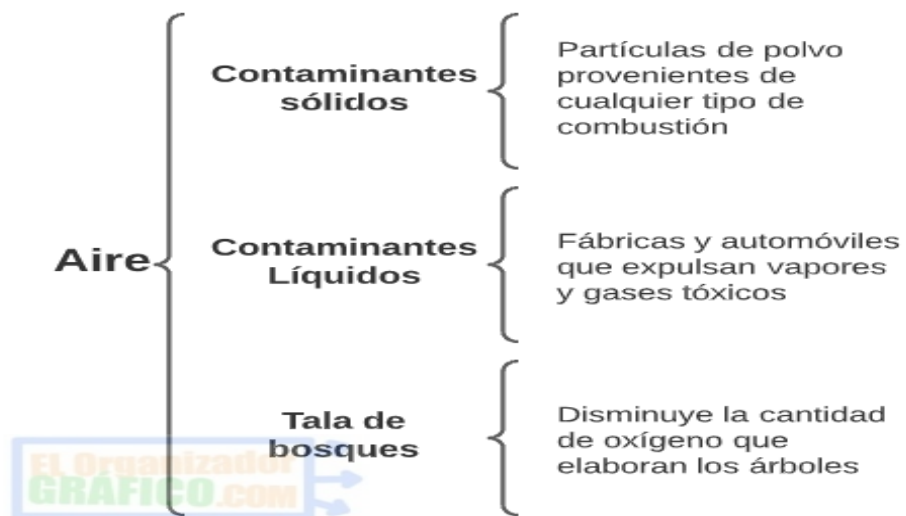 Aire
Contaminantes
sólidos
Partículas de polvo
provenientes de
cualquier tipo de
combustión
Contaminantes
Líquidos
Fábricas y automóviles
que expulsan vapores
y gases tóxicos
Tala de
bosques
Disminuye la cantidad
de oxígeno que
elaboran los árboles
EL Organizador
GRÁFICO.COM